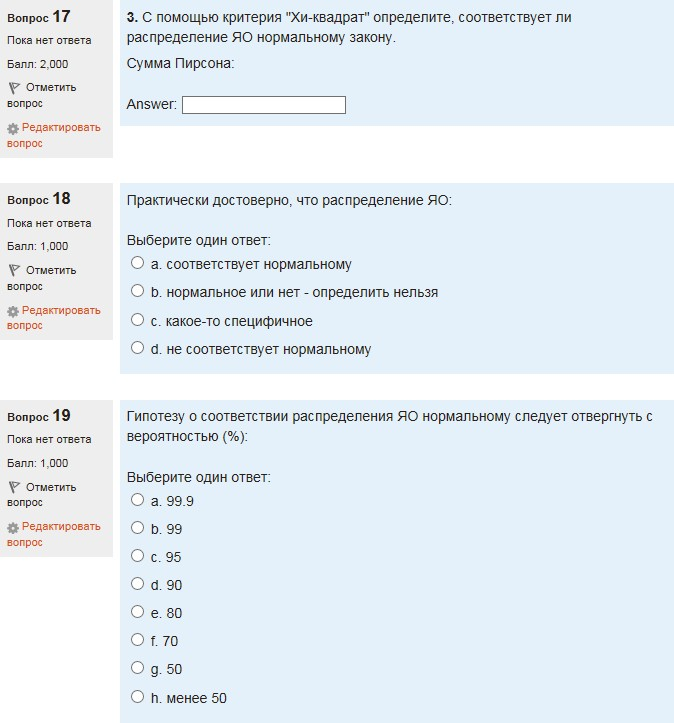 Вопрос 17
Пока нет ответа
Балл: 2,000
Отметить
вопрос
Редактировать
вопрос
3. С помощью критерия "Хи-квадрат" определите, соответствует ли
распределение ЯО нормальному закону.
Сумма Пирсона:
Answer:
Вопрос 18
Пока нет ответа
Балл: 1,000
Отметить
вопрос
Редактировать
вопрос
Практически достоверно, что распределение ЯО:
Выберите один ответ:
a. соответствует нормальному
b. нормальное или нет - определить нельзя
c. какое-то специфичное
d. не соответствует нормальному
Вопрос 19
Пока нет ответа
Балл: 1,000
Отметить
вопрос
Редактировать
вопрос
Гипотезу о соответствии распределения ЯО нормальному следует отвергнуть с
вероятностью (%):
Выберите один ответ:
a. 99.9
b. 99
c. 95
d. 90
e. 80
f. 70
g. 50
h. менее 50